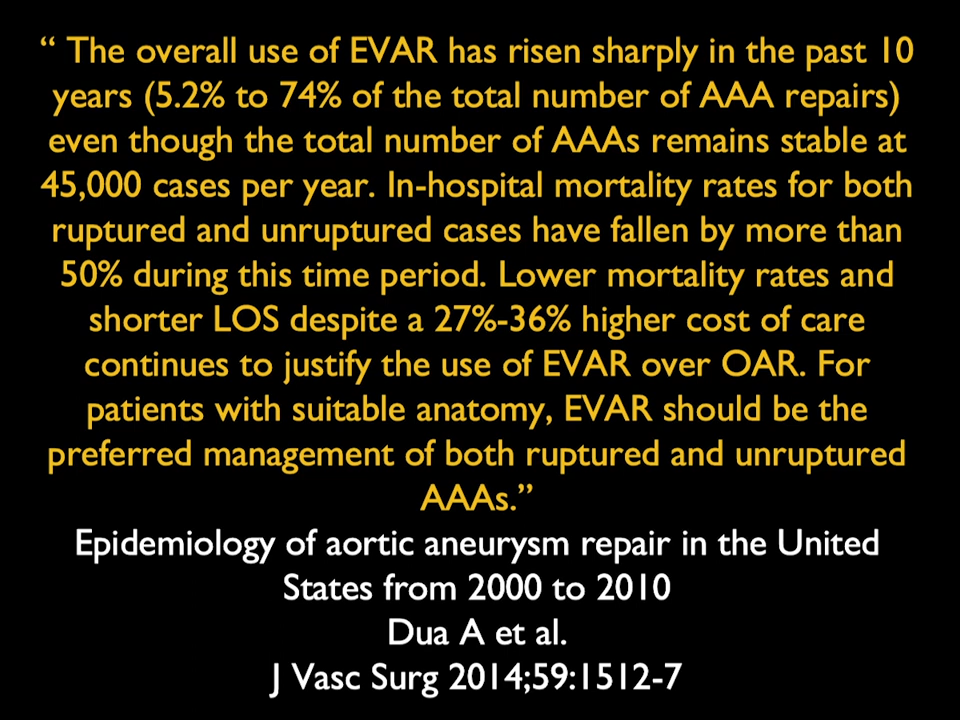 “ The overall use of EVAR has risen sharply in the past 10
years (5.2% to 74% of the total number of AAA repairs)
even though the total number of AAAs remains stable at
45,000 cases per year. In-hospital mortality rates for both
ruptured and unruptured cases have fallen by more than
50% during this time period. Lower mortality rates and
shorter LOS despite a 27%-36% higher cost of care
continues to justify the use of EVAR over OAR. For
patients with suitable anatomy, EVAR should be the
preferred management of both ruptured and unruptured
AAAs.”
Epidemiology of aortic aneurysm repair in the United
States from 2000 to 2010
Dua A et al.
J Vasc Surg 2014;59:1512-7